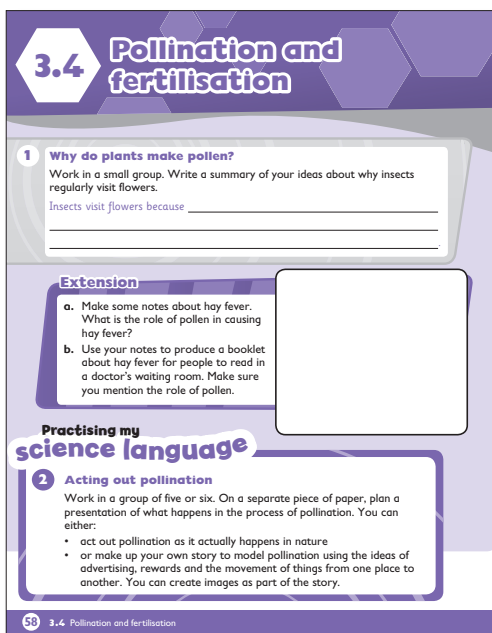 3.4
Pollination and
fertilisation
1 Why do plants make pollen?
Work in a small group. Write a summary of your ideas about why insects
regularly visit flowers.
Insects visit flowers because
.
Extension
a. Make some notes about hay fever.
What is the role of pollen in causing
hay fever?
b. Use your notes to produce a booklet
about hay fever for people to read in
a doctor's waiting room. Make sure
you mention the role of pollen.
Practising my
science language
2 Acting out pollination
Work in a group of five or six. On a separate piece of paper, plan a
presentation of what happens in the process of pollination. You can
either:
• act out pollination as it actually happens in nature
• or make up your own story to model pollination using the ideas of
advertising, rewards and the movement of things from one place to
another. You can create images as part of the story.
58 3.4 Pollination and fertilisation